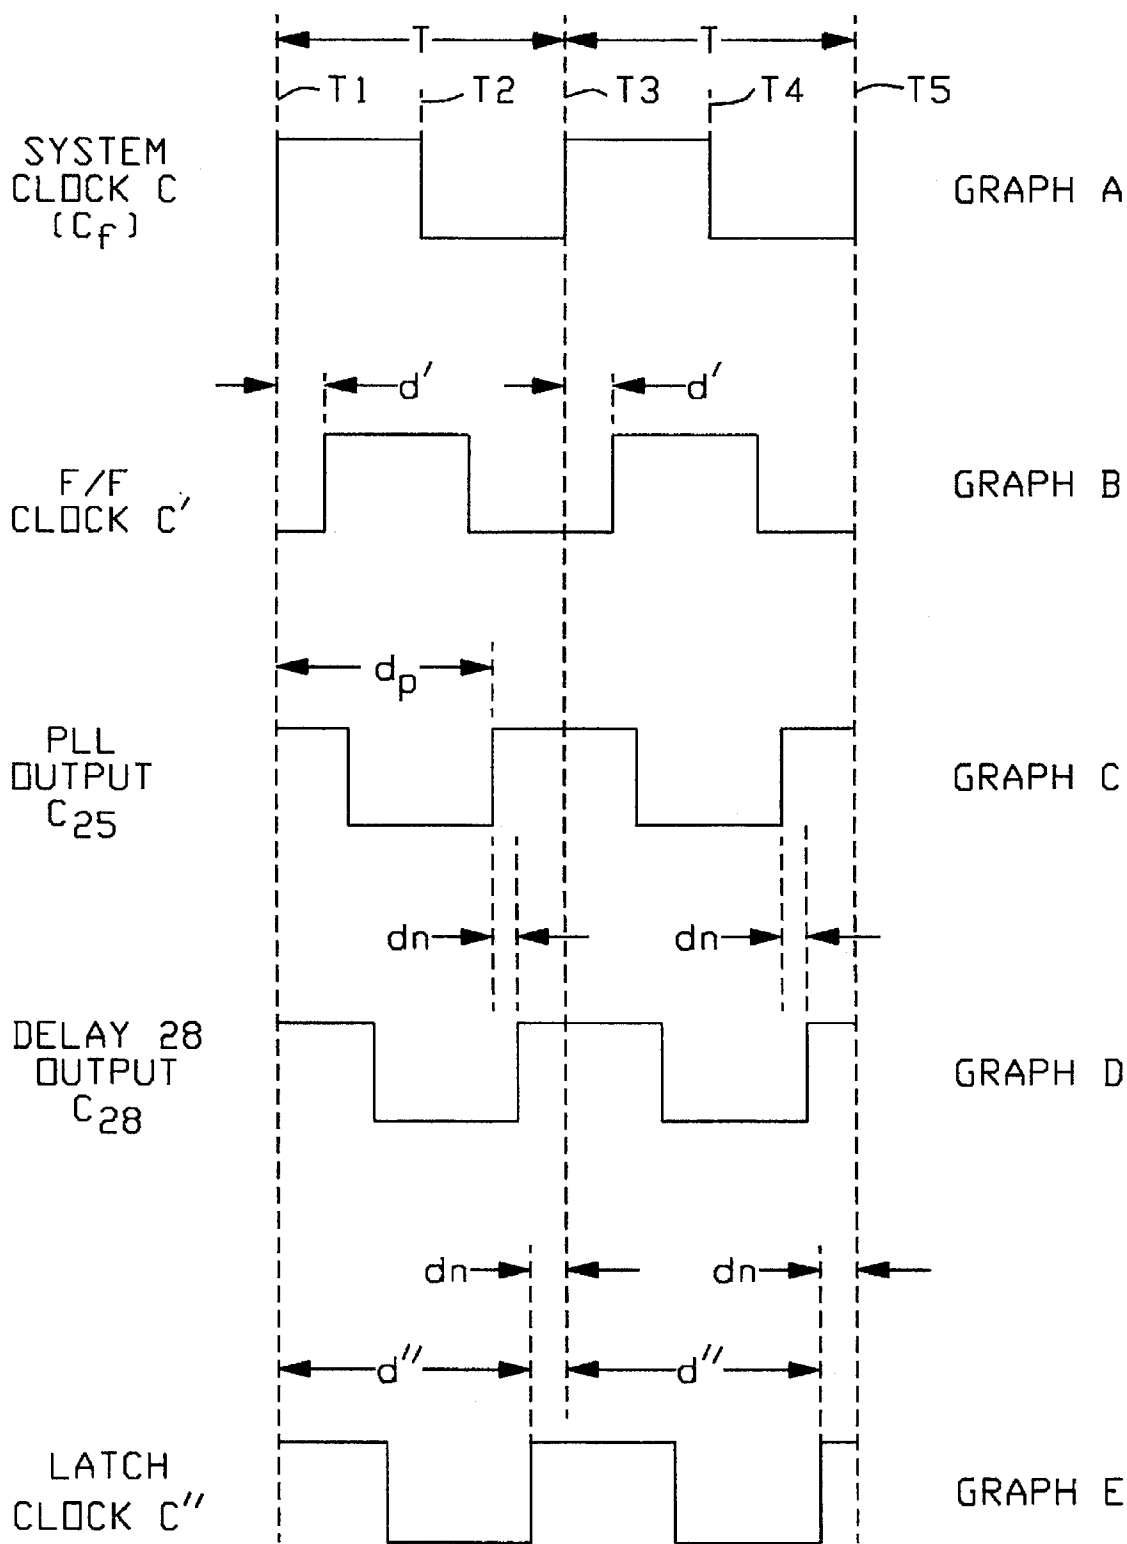 T T
T1 T2 T3 T4 T5
SYSTEM
CLOCK C
(Cf)
GRAPH A
d' d'
F/F
CLOCK C'
GRAPH B
dp
PLL
OUTPUT
C25
GRAPH C
dn dn
DELAY 28
OUTPUT
C28
GRAPH D
dn dn
d'' d''
LATCH
CLOCK C''
GRAPH E